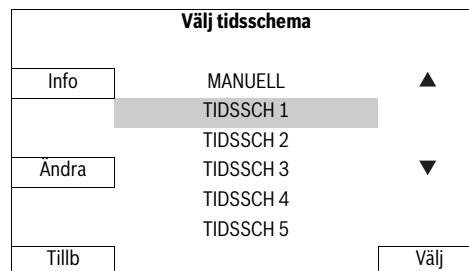 Välj tidsschema
Info MANUELL ▲
TIDSSCH 1
TIDSSCH 2
Ändra TIDSSCH 3 ▼
TIDSSCH 4
TIDSSCH 5
Tillb Välj